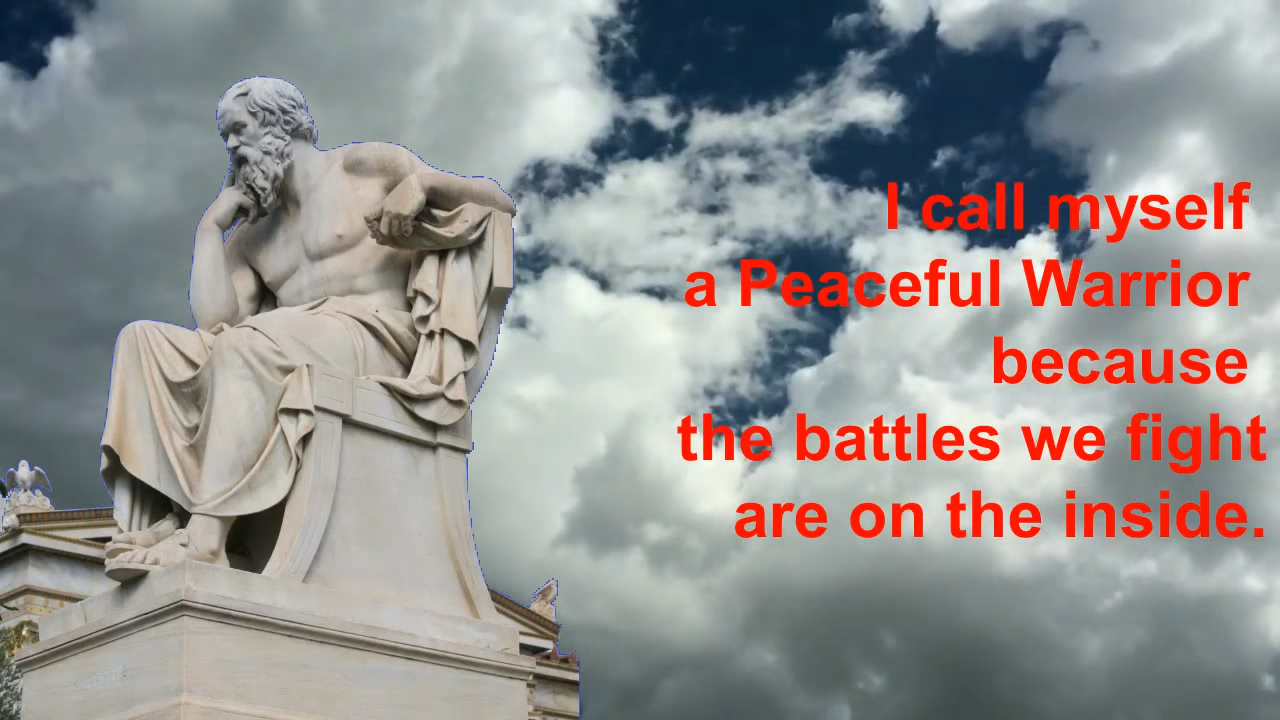 I call myself
a Peaceful Warrior
because
the battles we fight
are on the inside.